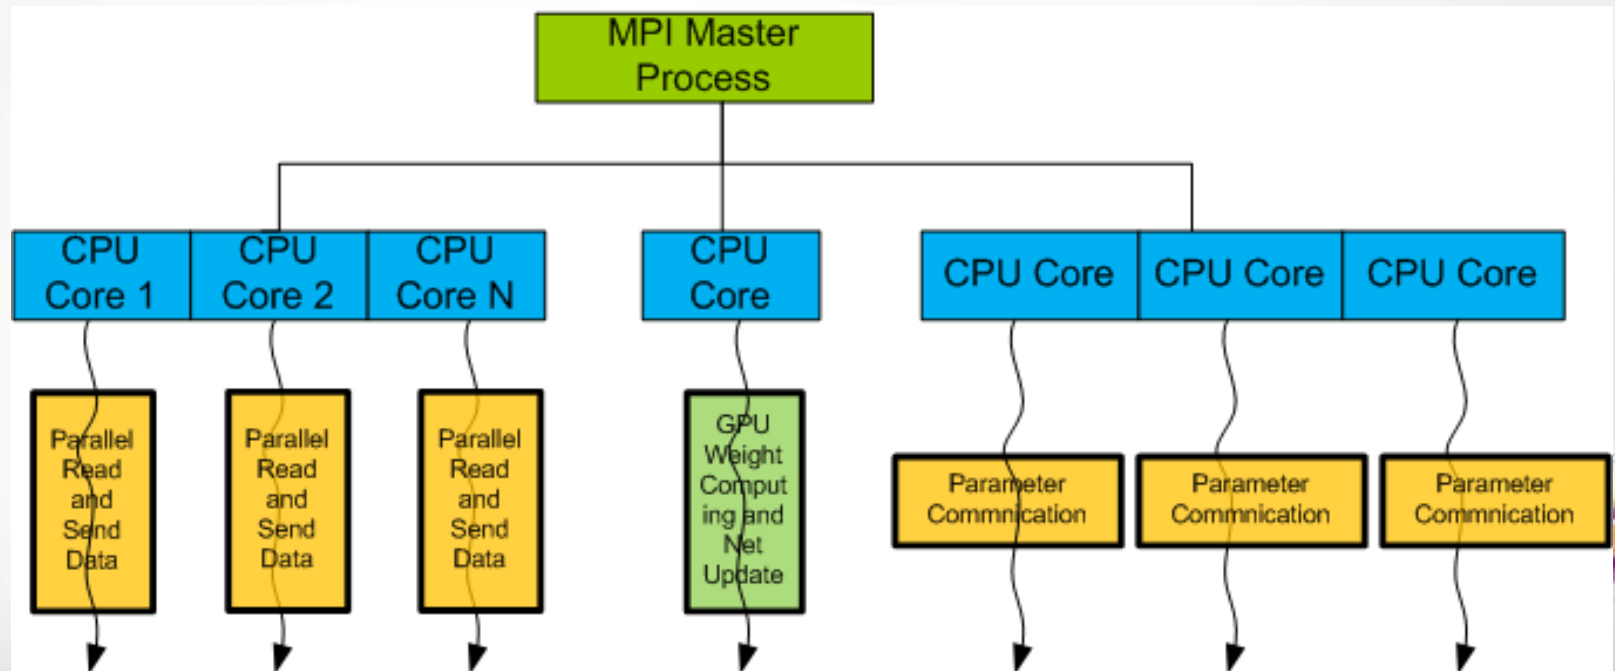 MPI Master
Process
CPU
Core 1
CPU
Core 2
CPU
Core N
CPU
Core
CPU Core
CPU Core
CPU Core
Parallel
Read
and
Send
Data
Parallel
Read
and
Send
Data
Parallel
Read
and
Send
Data
GPU
Weight
Comput
ing and
Net
Update
Parameter
Commnication
Parameter
Commnication
Parameter
Commnication